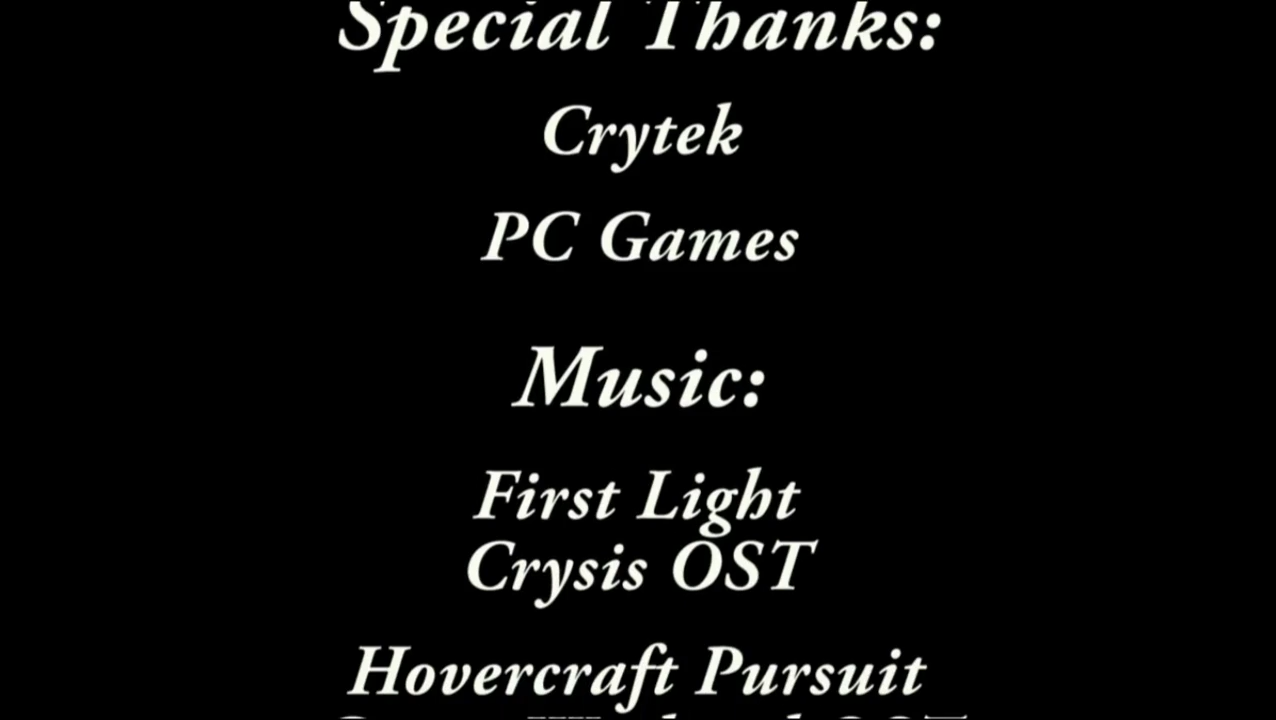 Special Thanks:
Crytek
PC Games
Music:
First Light
Crysis OST
Hovercraft Pursuit